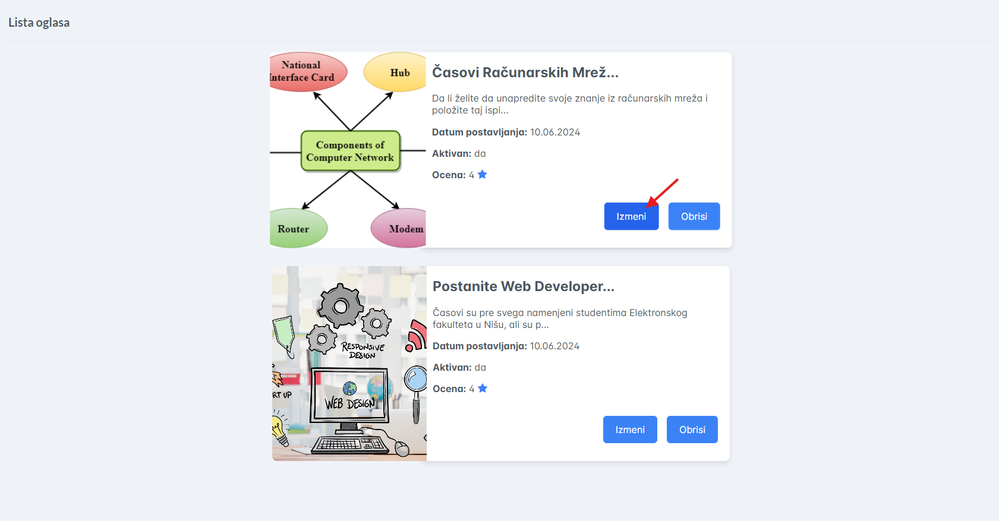 Lista oglasa
National
Interface Card
Hub
Components of
Computer Network
Router
Modem
Časovi Računarskih Mrež...
Da li želite da unapredite svoje znanje iz računarskih mreža i
položite taj ispi...
Datum postavljanja: 10.06.2024
Aktivan: da
Ocena: 4
Izmeni
Obrisi
RESPONSIVE
DESIGN
RT UP
WEB DESIGN
Postanite Web Developer...
Časovi su pre svega namenjeni studentima Elektronskog
fakulteta u Nišu, ali su p...
Datum postavljanja: 10.06.2024
Aktivan: da
Ocena: 4
Izmeni
Obrisi